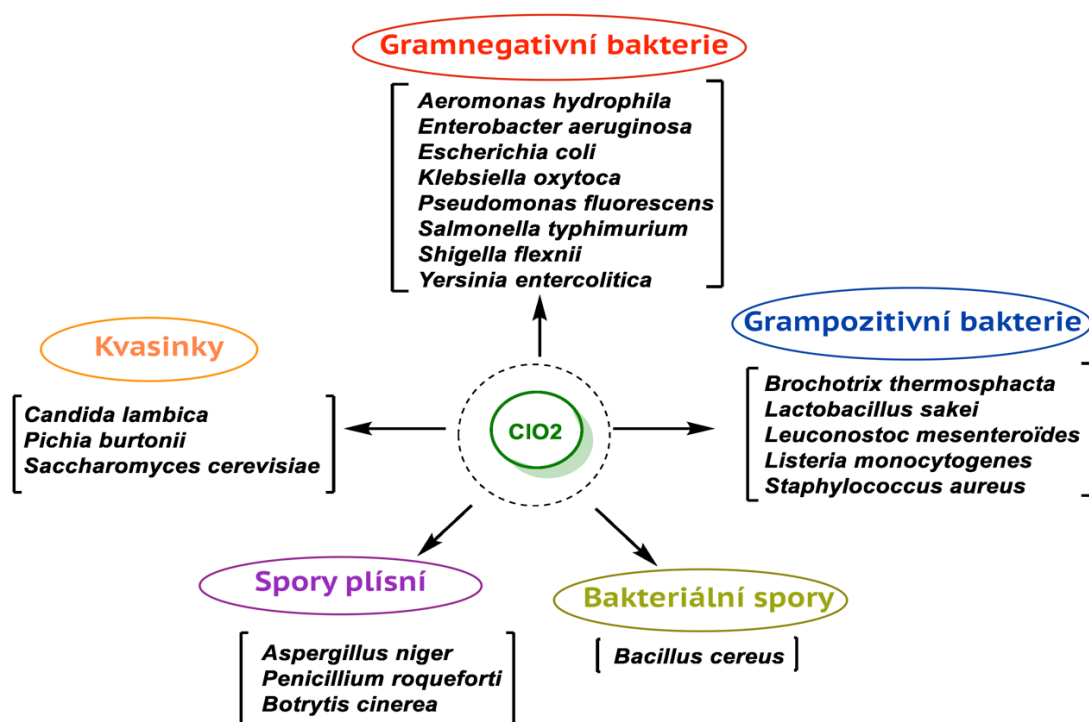 Gramnegativní bakterie
Aeromonas hydrophila
Enterobacter aeruginosa
Escherichia coli
Klebsiella oxytoca
Pseudomonas fluorescens
Salmonella typhimurium
Shigella flexnii
Yersinia entercolitica
Kvasinky
Candida lambica
Pichia burtonii
Saccharomyces cerevisiae
ClO2
Grampozitivní bakterie
Brochotrix thermosphacta
Lactobacillus sakei
Leuconostoc mesenteroïdes
Listeria monocytogenes
Staphylococcus aureus
Spory plísní
Aspergillus niger
Penicillium roqueforti
Botrytis cinerea
Bakteriální spory
Bacillus cereus